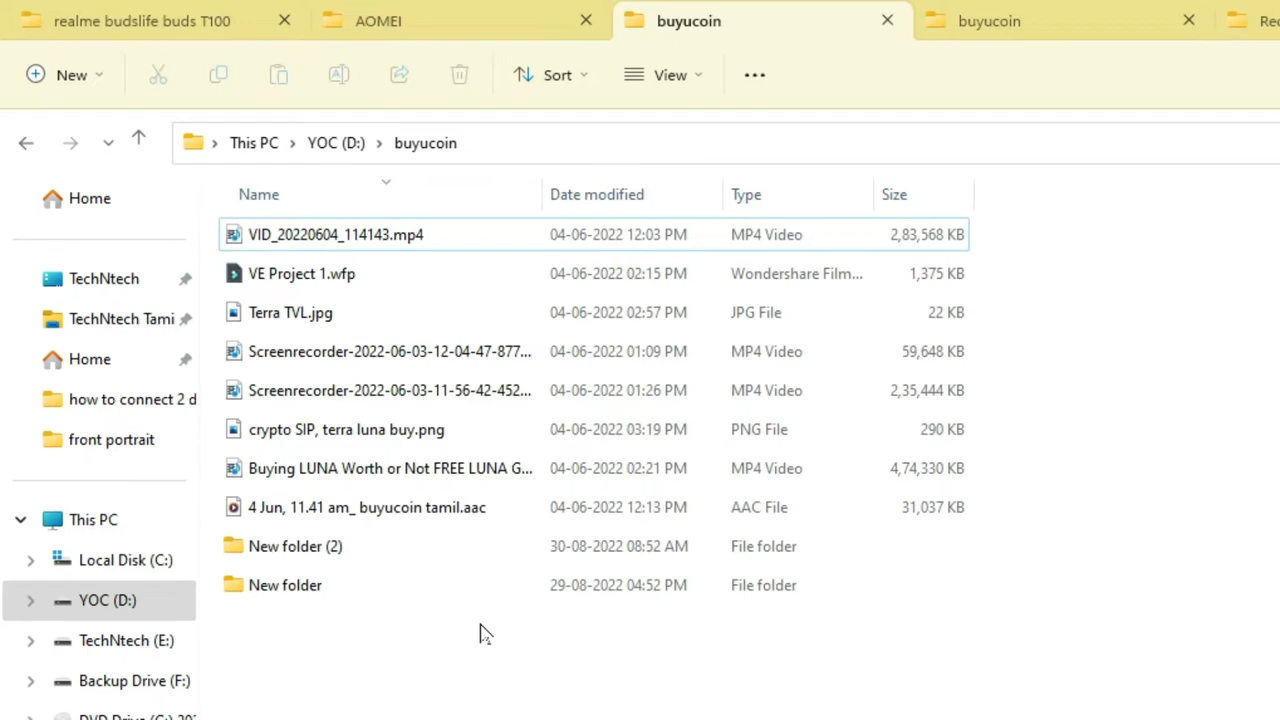 realme budslife buds T100
AOMEI
buyucoin
buyucoin
New
Sort
View
This PC > YOC (D:) > buyucoin
Name
Date modified
Type
Size
Home
TechNtech
TechNtech Tami
Home
how to connect 2 d
front portrait
This PC
Local Disk (C:)
YOC (D:)
TechNtech (E:)
Backup Drive (F:)
VID_20220604_114143.mp4 04-06-2022 12:03 PM MP4 Video 2,83,568 KB
VE Project 1.wfp 04-06-2022 02:15 PM Wondershare Film... 1,375 KB
Terra TVL.jpg 04-06-2022 02:57 PM JPG File 22 KB
Screenrecorder-2022-06-03-12-04-47-877... 04-06-2022 01:09 PM MP4 Video 59,648 KB
Screenrecorder-2022-06-03-11-56-42-452... 04-06-2022 01:26 PM MP4 Video 2,35,444 KB
crypto SIP, terra luna buy.png 04-06-2022 03:19 PM PNG File 290 KB
Buying LUNA Worth or Not FREE LUNA G... 04-06-2022 02:21 PM MP4 Video 4,74,330 KB
4 Jun, 11.41 am_ buyucoin tamil.aac 04-06-2022 12:13 PM AAC File 31,037 KB
New folder (2) 30-08-2022 08:52 AM File folder
New folder 29-08-2022 04:52 PM File folder